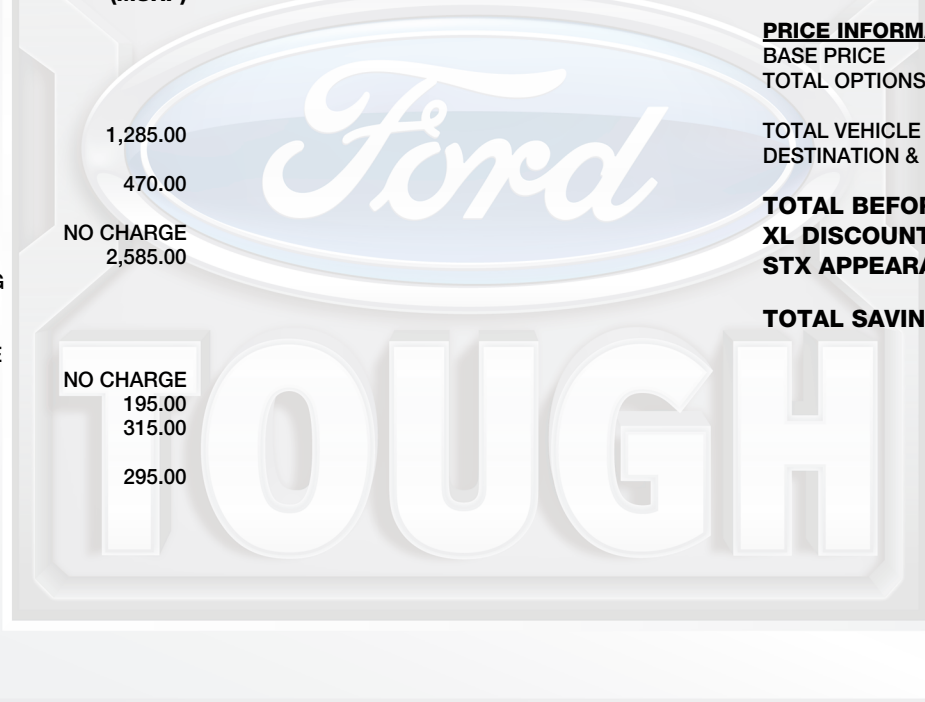 (MSRP)
1,285.00
470.00
NO CHARGE
2,585.00
G
E
NO CHARGE
195.00
315.00
295.00
PRICE INFORMA
BASE PRICE
TOTAL OPTIONS
TOTAL VEHICLE
DESTINATION &
TOTAL BEFOR
XL DISCOUNT
STX APPEARA
TOTAL SAVIN
Ford
TOUGH